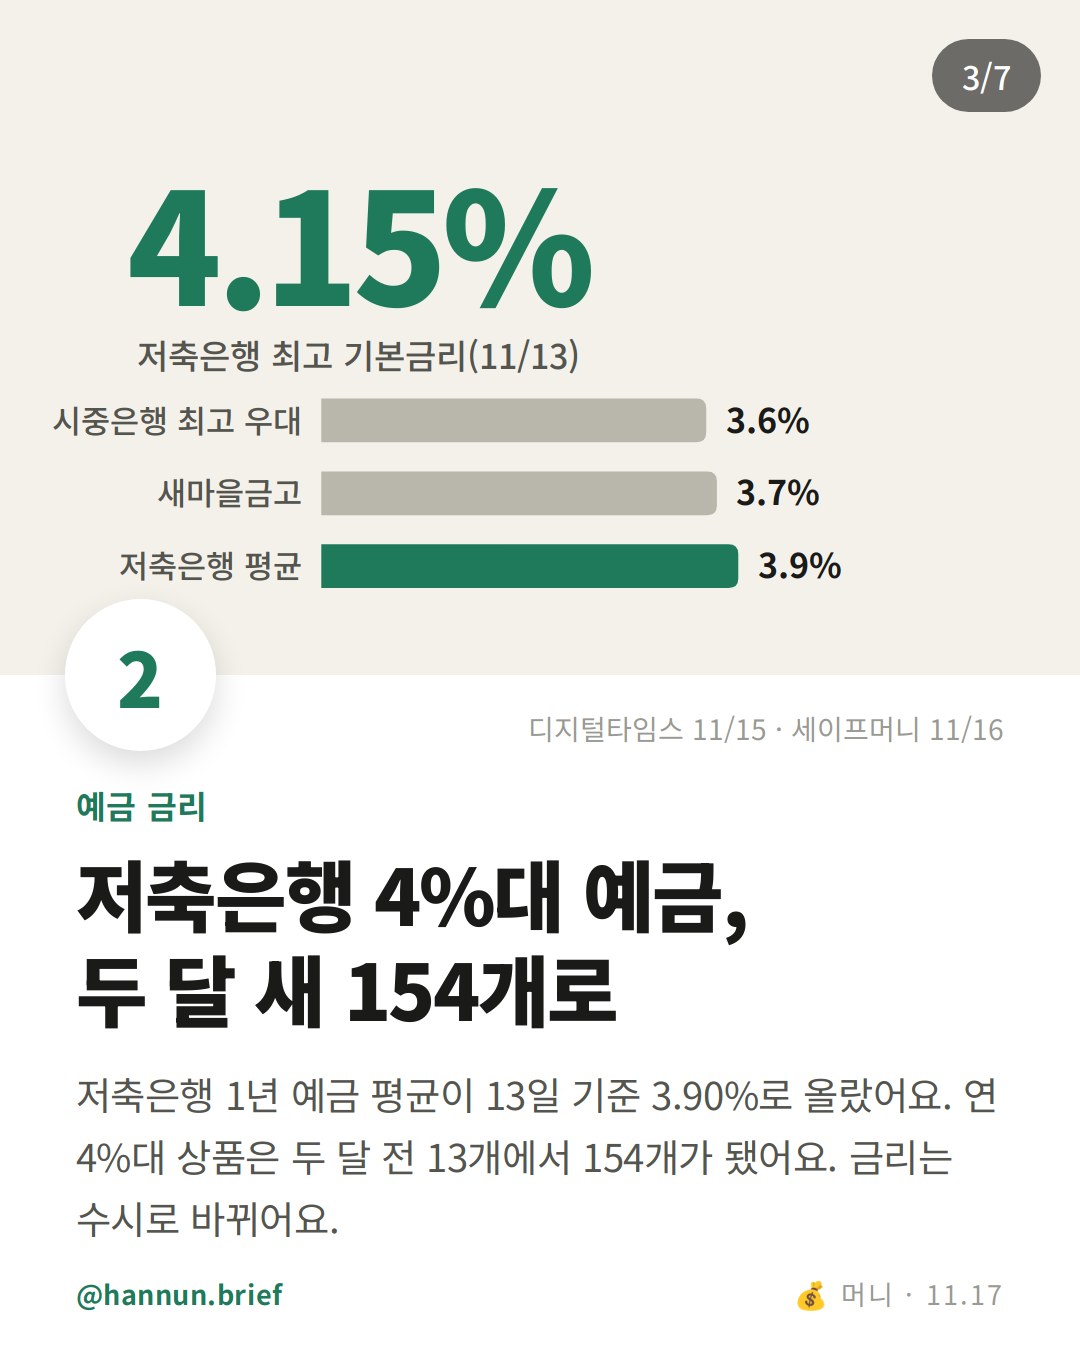 3/7
4.15%
저축은행 최고 기본금리(11/13)
시중은행 최고 우대 3.6%
새마을금고 3.7%
저축은행 평균 3.9%
2
디지털타임스 11/15 · 세이프머니 11/16
예금 금리
저축은행 4%대 예금,
두 달 새 154개로
저축은행 1년 예금 평균이 13일 기준 3.90%로 올랐어요. 연
4%대 상품은 두 달 전 13개에서 154개가 됐어요. 금리는
수시로 바뀌어요.
@hannun.brief
💰 머니 · 11.17